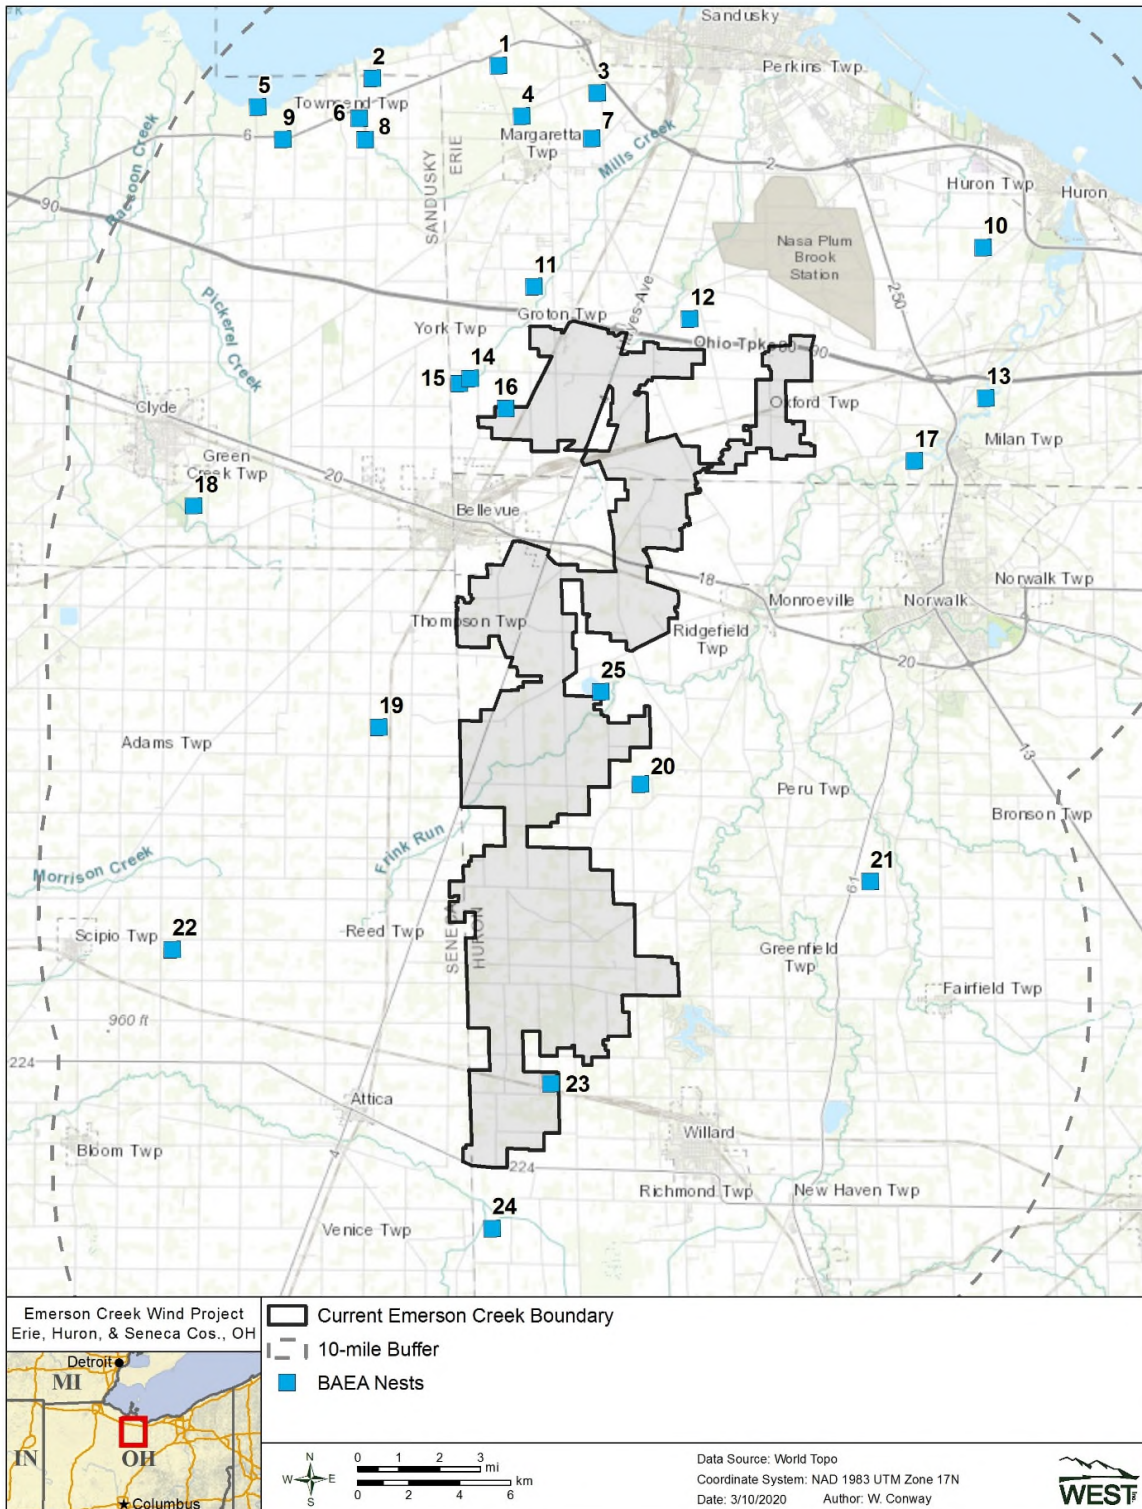 Sandusky
1
Perkins Twp
2
3
5
Townsend Twp
4
6
6
9
8
Margaretta
Twp
7
Mills Creek
2
Raccoon Creek
ERIE
SANDUSKY
Huron Twp
Huron
90
10
Nasa Plum
Brook
Station
250
11
Pickerel Creek
12
York Twp
Groton Twp
Hayes-Ave
Ohio Tpke
80
90
14
15
13
16
Clyde
Oxford Twp
Milan Twp
17
Green
Creek Twp
20
18
Bellevue
18
Norwalk Twp
Monroeville
Norwalk
Thompson Twp
Ridgefield
Twp
20
25
19
Adams Twp
13
20
Peru Twp
Bronson Twp
Frink Run
Morrison Creek
21
61
22
Scipio Twp
Reed Twp
SENECA
HURON
Greenfield
Twp
Fairfield Twp
960 ft
224
23
Attica
Willard
Bloom Twp
4
224
Richmond Twp
New Haven Twp
24
Venice Twp
Emerson Creek Wind Project
Erie, Huron, & Seneca Cos., OH
Current Emerson Creek Boundary
10-mile Buffer
BAEA Nests
Detroit
MI
IN
OH
Columbus
N
W
E
S
0 1 2 3
mi
km
0 2 4 6
Data Source: World Topo
Coordinate System: NAD 1983 UTM Zone 17N
Date: 3/10/2020 Author: W. Conway
WEST